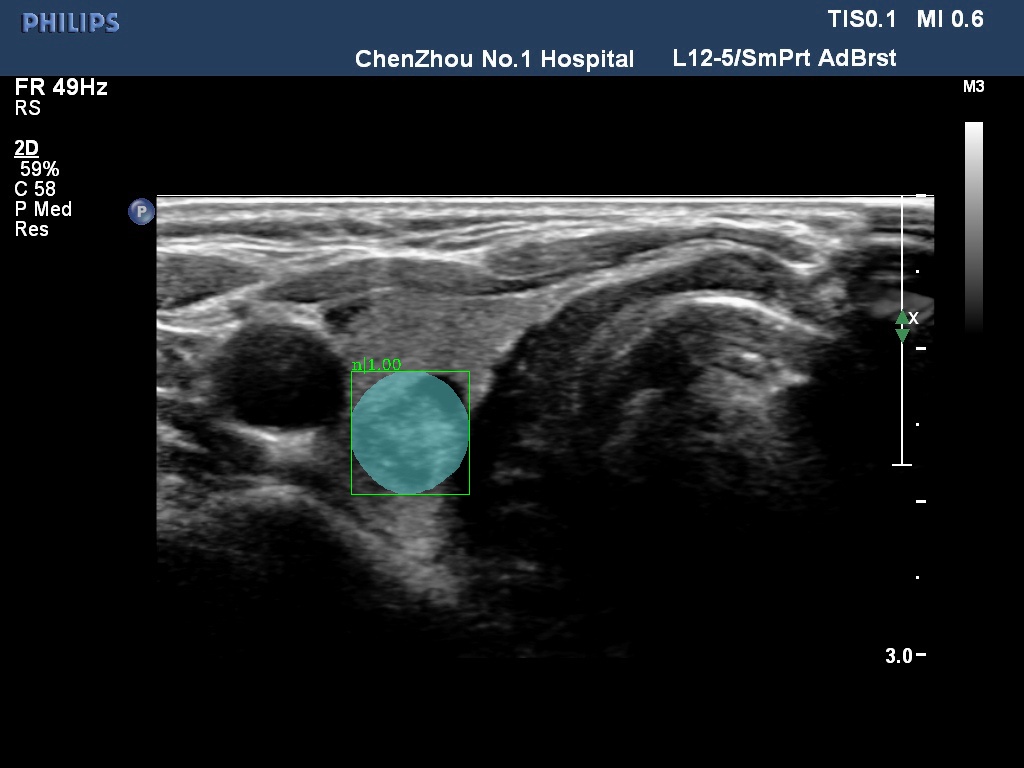 PHILIPS
TIS0.1 MI 0.6
ChenZhou No.1 Hospital L12-5/SmPrt AdBrst
FR 49Hz
RS
M3
2D
59%
C 58
P Med
Res
P
X
n|1.00
3.0